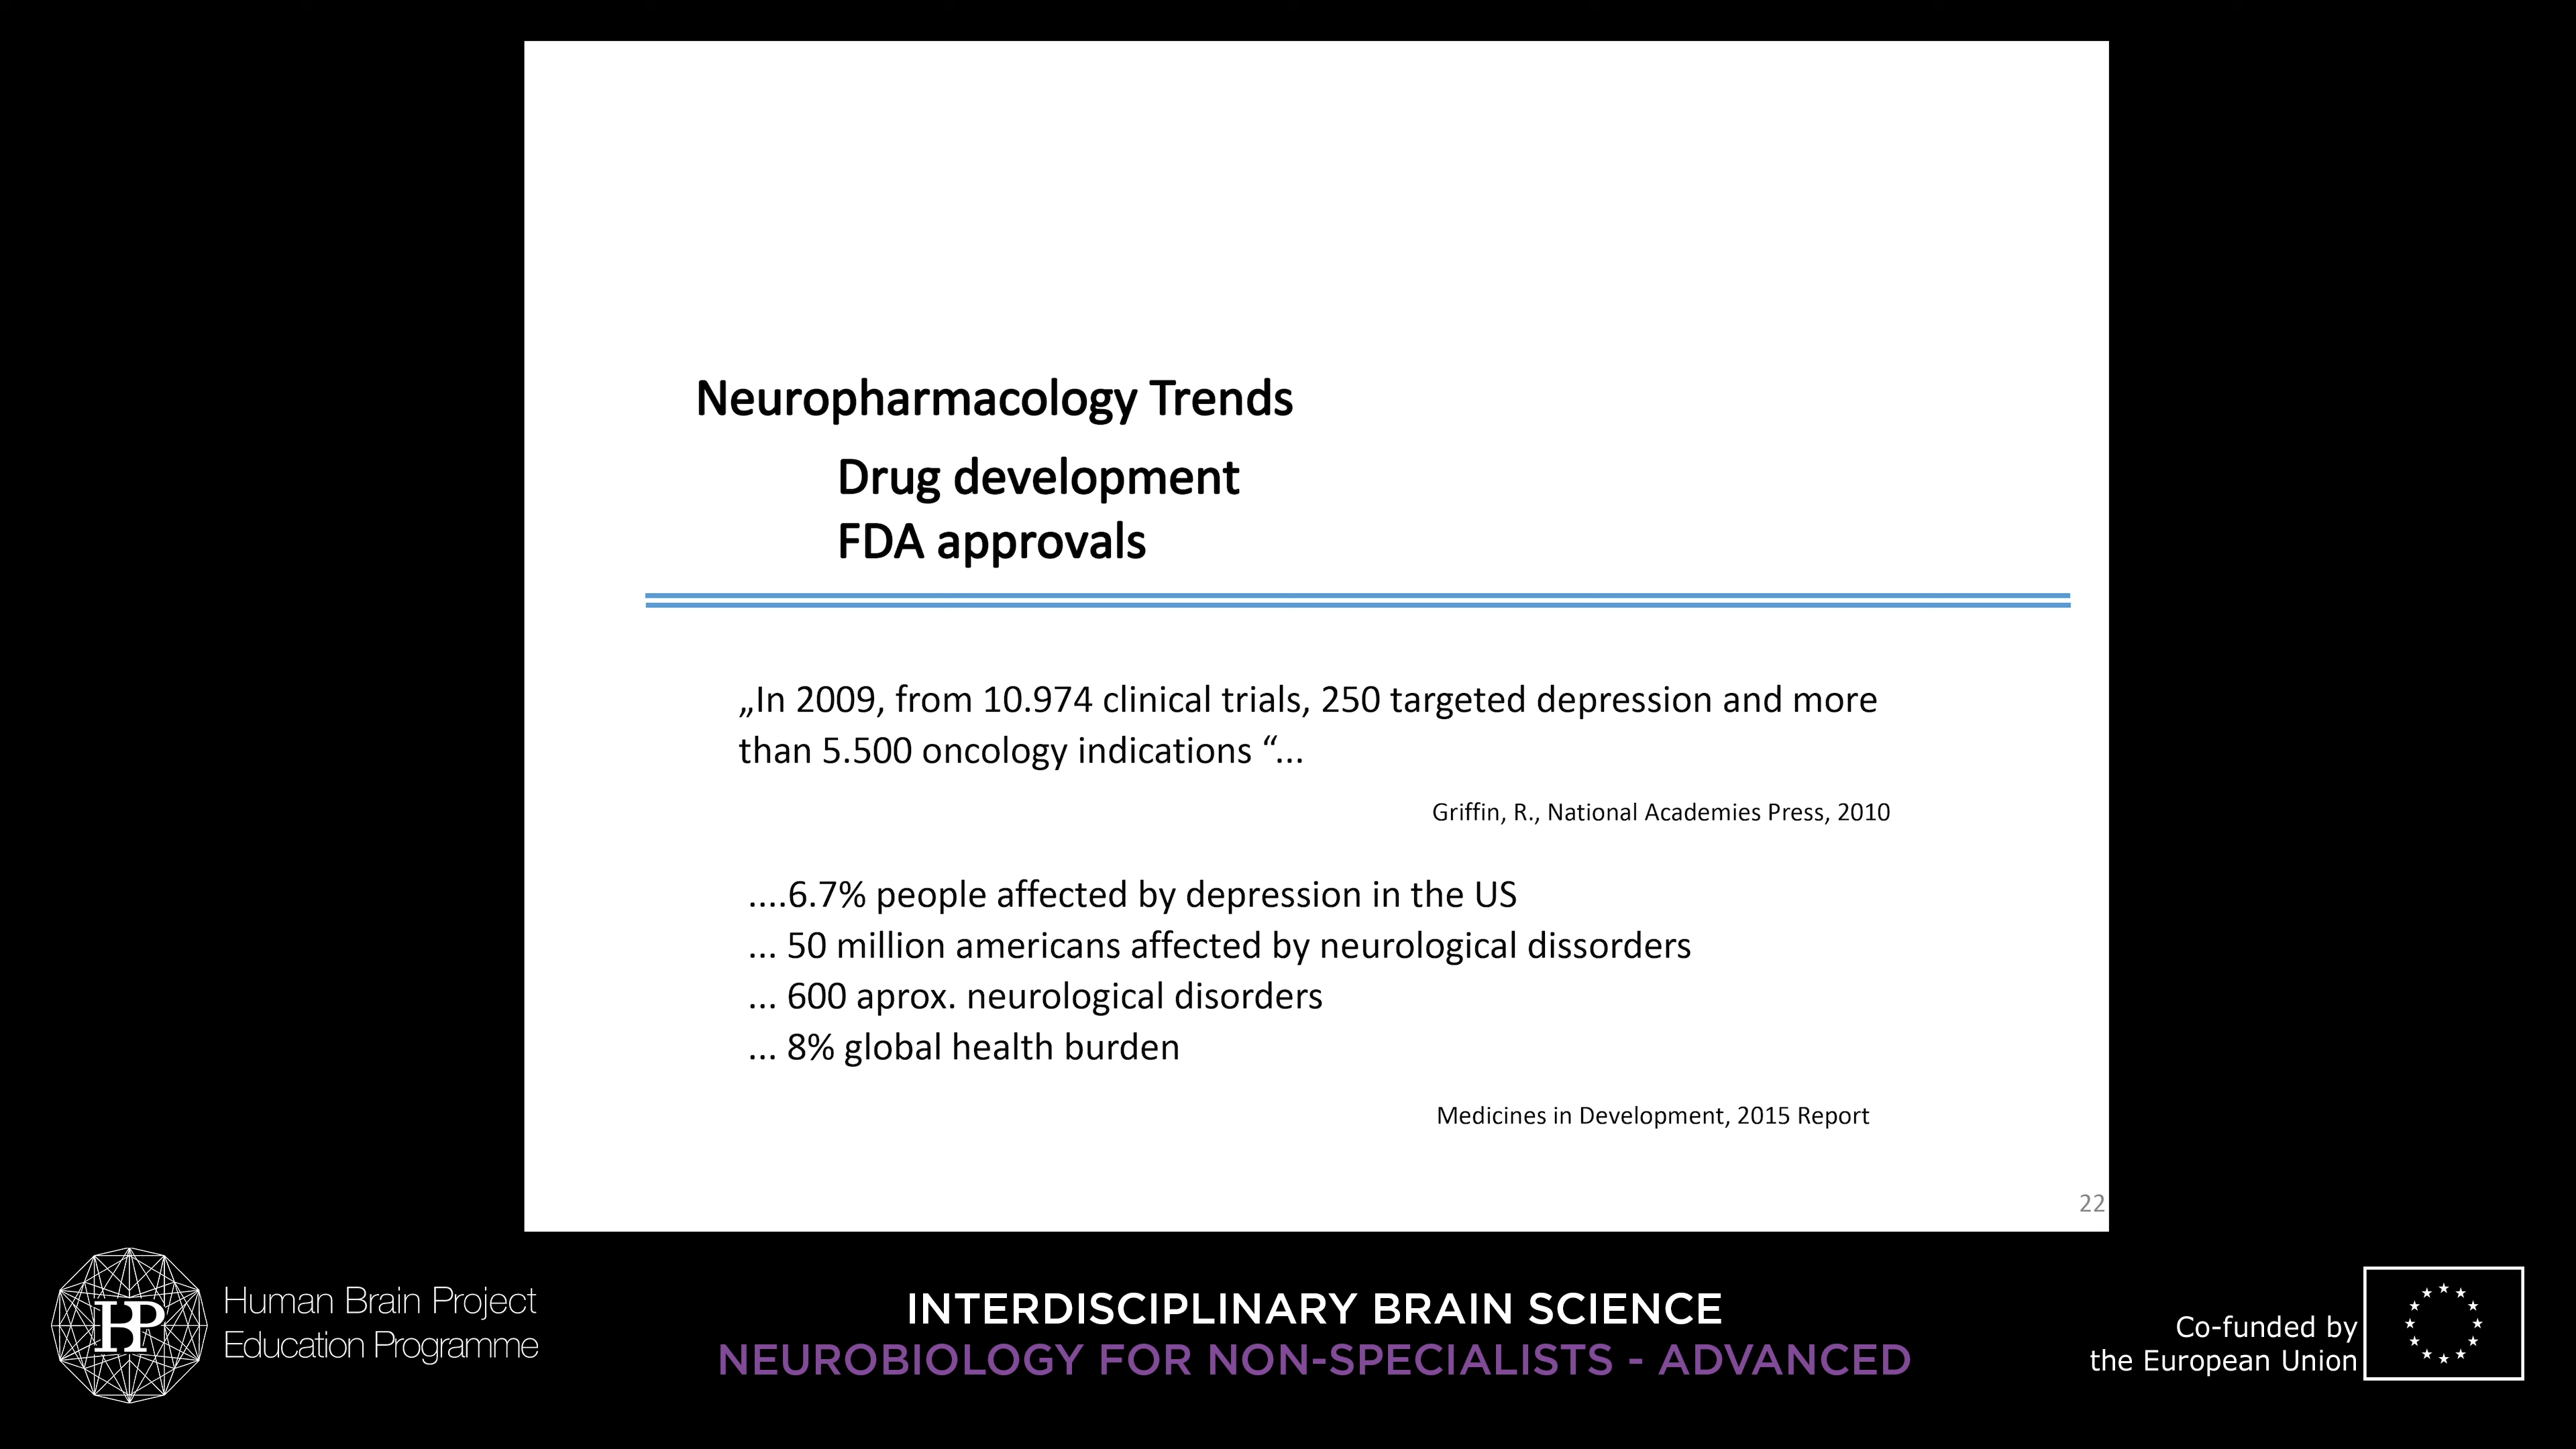 Neuropharmacology Trends
Drug development
FDA approvals
„In 2009, from 10.974 clinical trials, 250 targeted depression and more
than 5.500 oncology indications “...
Griffin, R., National Academies Press, 2010
....6.7% people affected by depression in the US
... 50 million americans affected by neurological dissorders
... 600 aprox. neurological disorders
... 8% global health burden
Medicines in Development, 2015 Report
22
HBP
Human Brain Project
Education Programme
INTERDISCIPLINARY BRAIN SCIENCE
NEUROBIOLOGY FOR NON-SPECIALISTS - ADVANCED
Co-funded by
the European Union